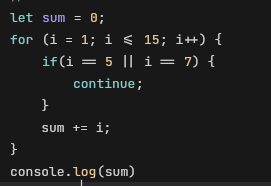 let sum = 0;
for (i = 1; i <= 15; i++) {
    if(i == 5 || i == 7) {
        continue;
    }
    sum += i;
}
console.log(sum)